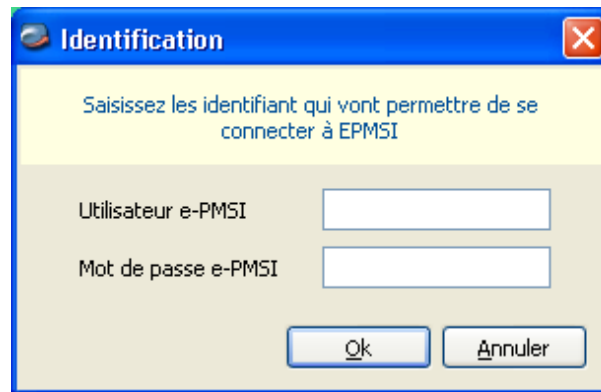 Identification
Saisissez les identifiant qui vont permettre de se
connecter à EPMSI
Utilisateur e-PMSI
Mot de passe e-PMSI
Ok Annuler